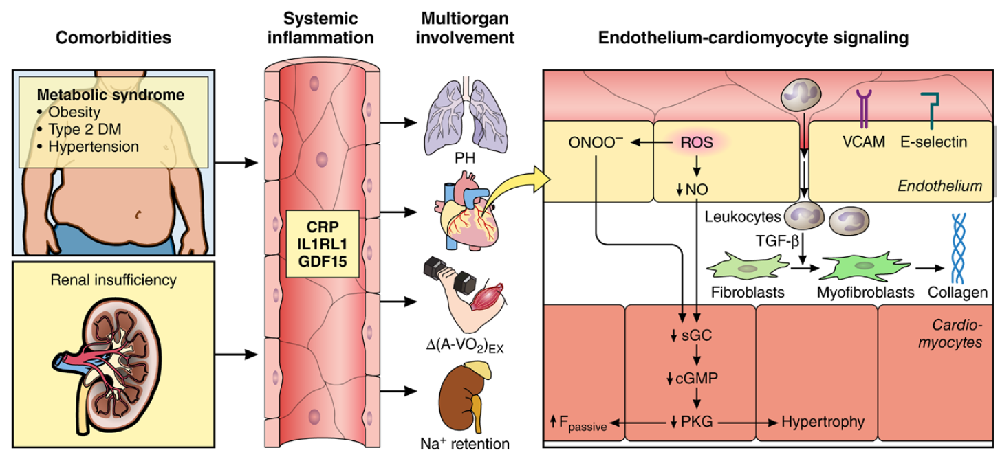 Comorbidities
Systemic
inflammation
Multiorgan
involvement
Endothelium-cardiomyocyte signaling
Metabolic syndrome
• Obesity
• Type 2 DM
• Hypertension
Renal insufficiency
CRP
IL1RL1
GDF15
PH
Δ(A-VO₂)EX
Na⁺ retention
ONOO⁻
ROS
↓NO
VCAM
E-selectin
Endothelium
Leukocytes
TGF-β
Fibroblasts
Myofibroblasts
Collagen
Cardio-
myocytes
↓sGC
↓cGMP
↑Fpassive
↓PKG
Hypertrophy